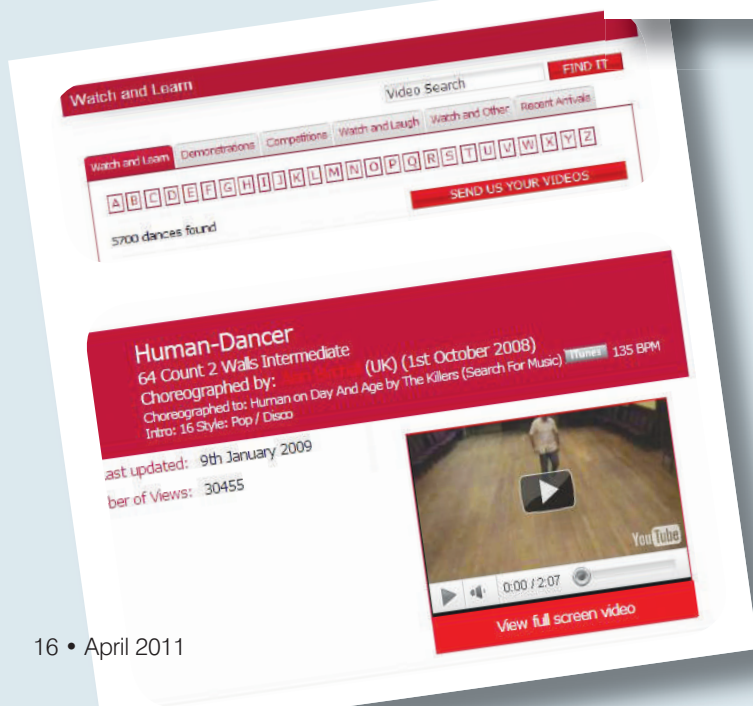 Watch and Learn
Video Search FIND IT
Watch and Learn Demonstrations Competitions Watch and Laugh Watch and Other Recent Arrivals
A B C D E F G H I J K L M N O P Q R S T U V W X Y Z
5700 dances found SEND US YOUR VIDEOS
Human-Dancer
64 Count 2 Walls Intermediate
Choreographed by: (UK) (1st October 2008)
Choreographed to: Human on Day And Age by The Killers (Search For Music) iTunes 135 BPM
Intro: 16 Style: Pop / Disco
ast updated: 9th January 2009
ber of Views: 30455
YouTube
0:00 / 2:07
View full screen video
16 • April 2011